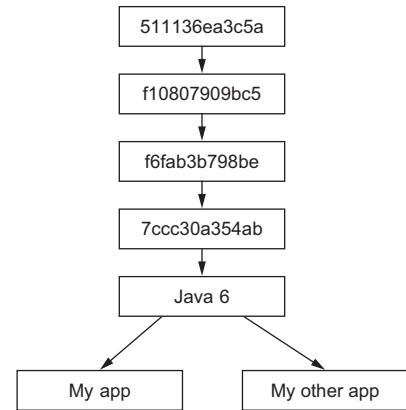 511136ea3c5a
f10807909bc5
f6fab3b798be
7ccc30a354ab
Java 6
My app
My other app